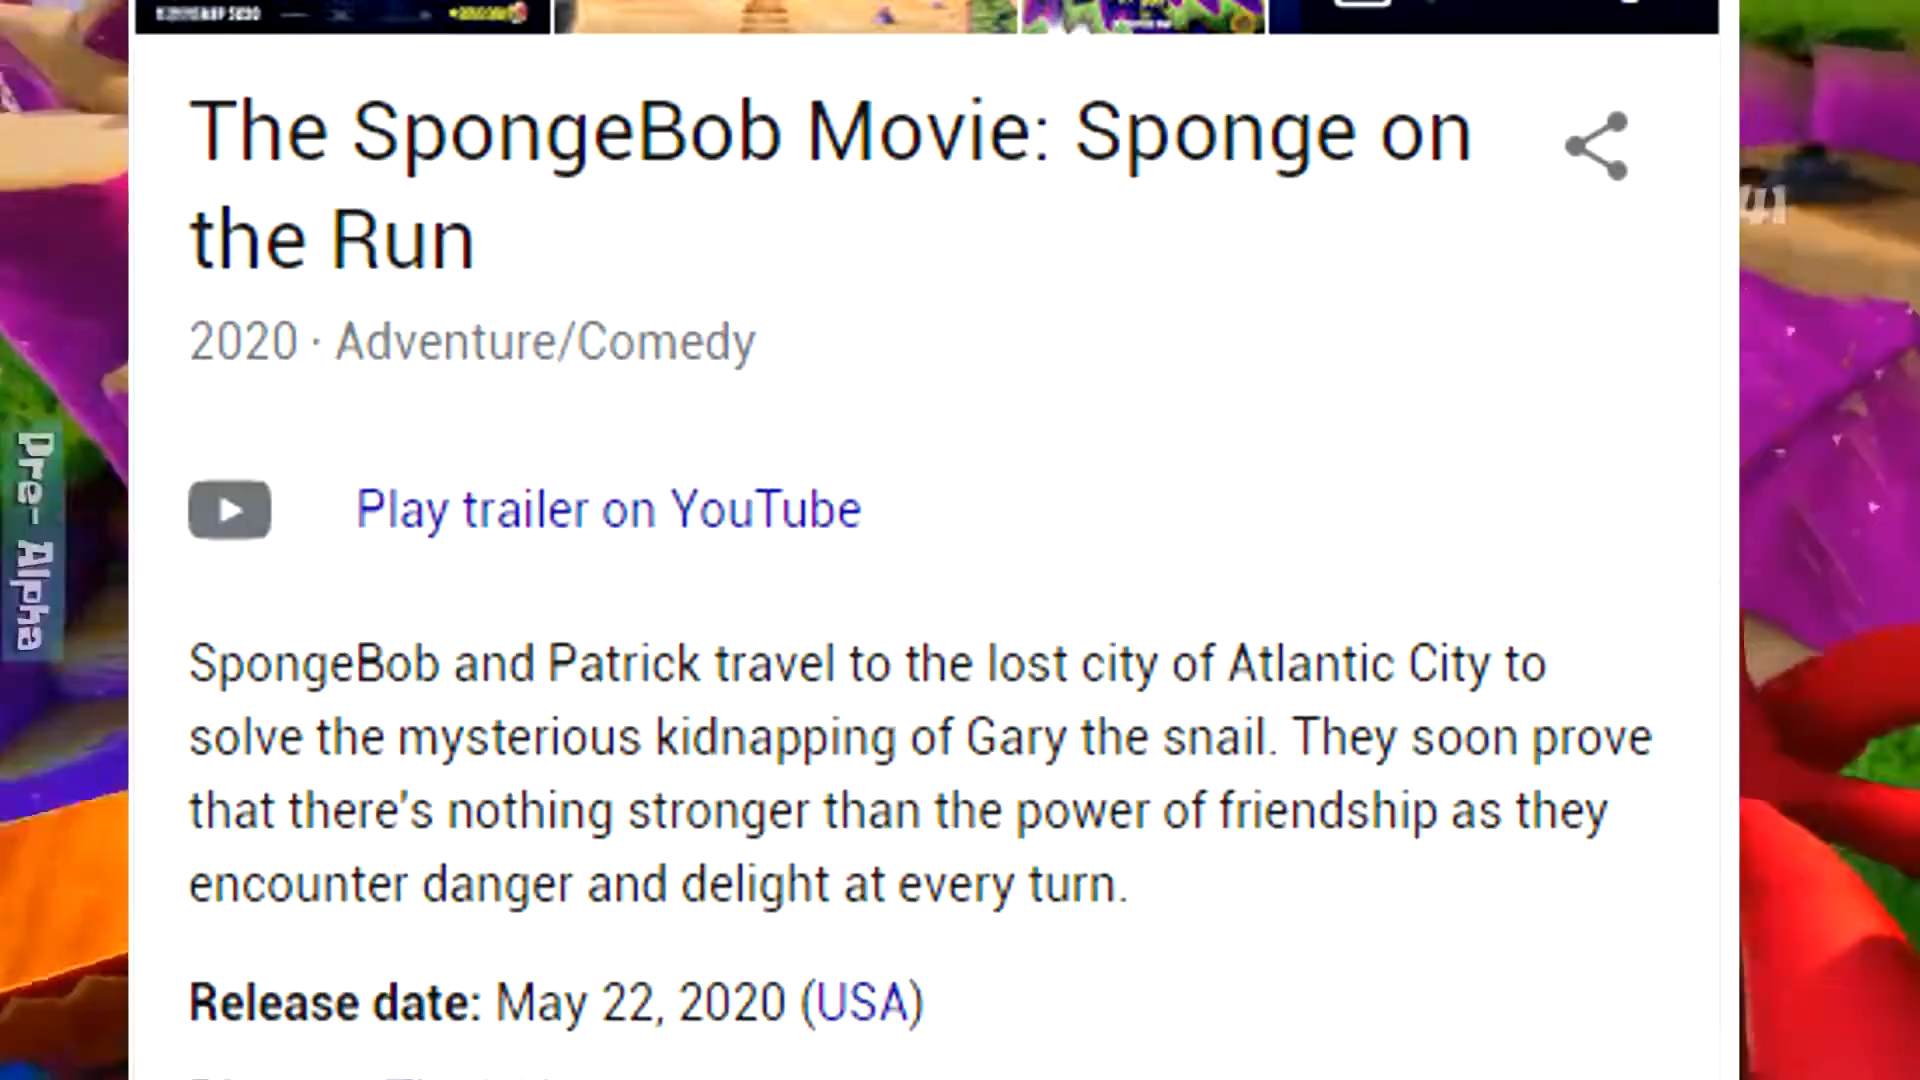 The SpongeBob Movie: Sponge on
the Run
2020 · Adventure/Comedy
Play trailer on YouTube
SpongeBob and Patrick travel to the lost city of Atlantic City to
solve the mysterious kidnapping of Gary the snail. They soon prove
that there's nothing stronger than the power of friendship as they
encounter danger and delight at every turn.
Release date: May 22, 2020 (USA)
Pre- Alpha
41